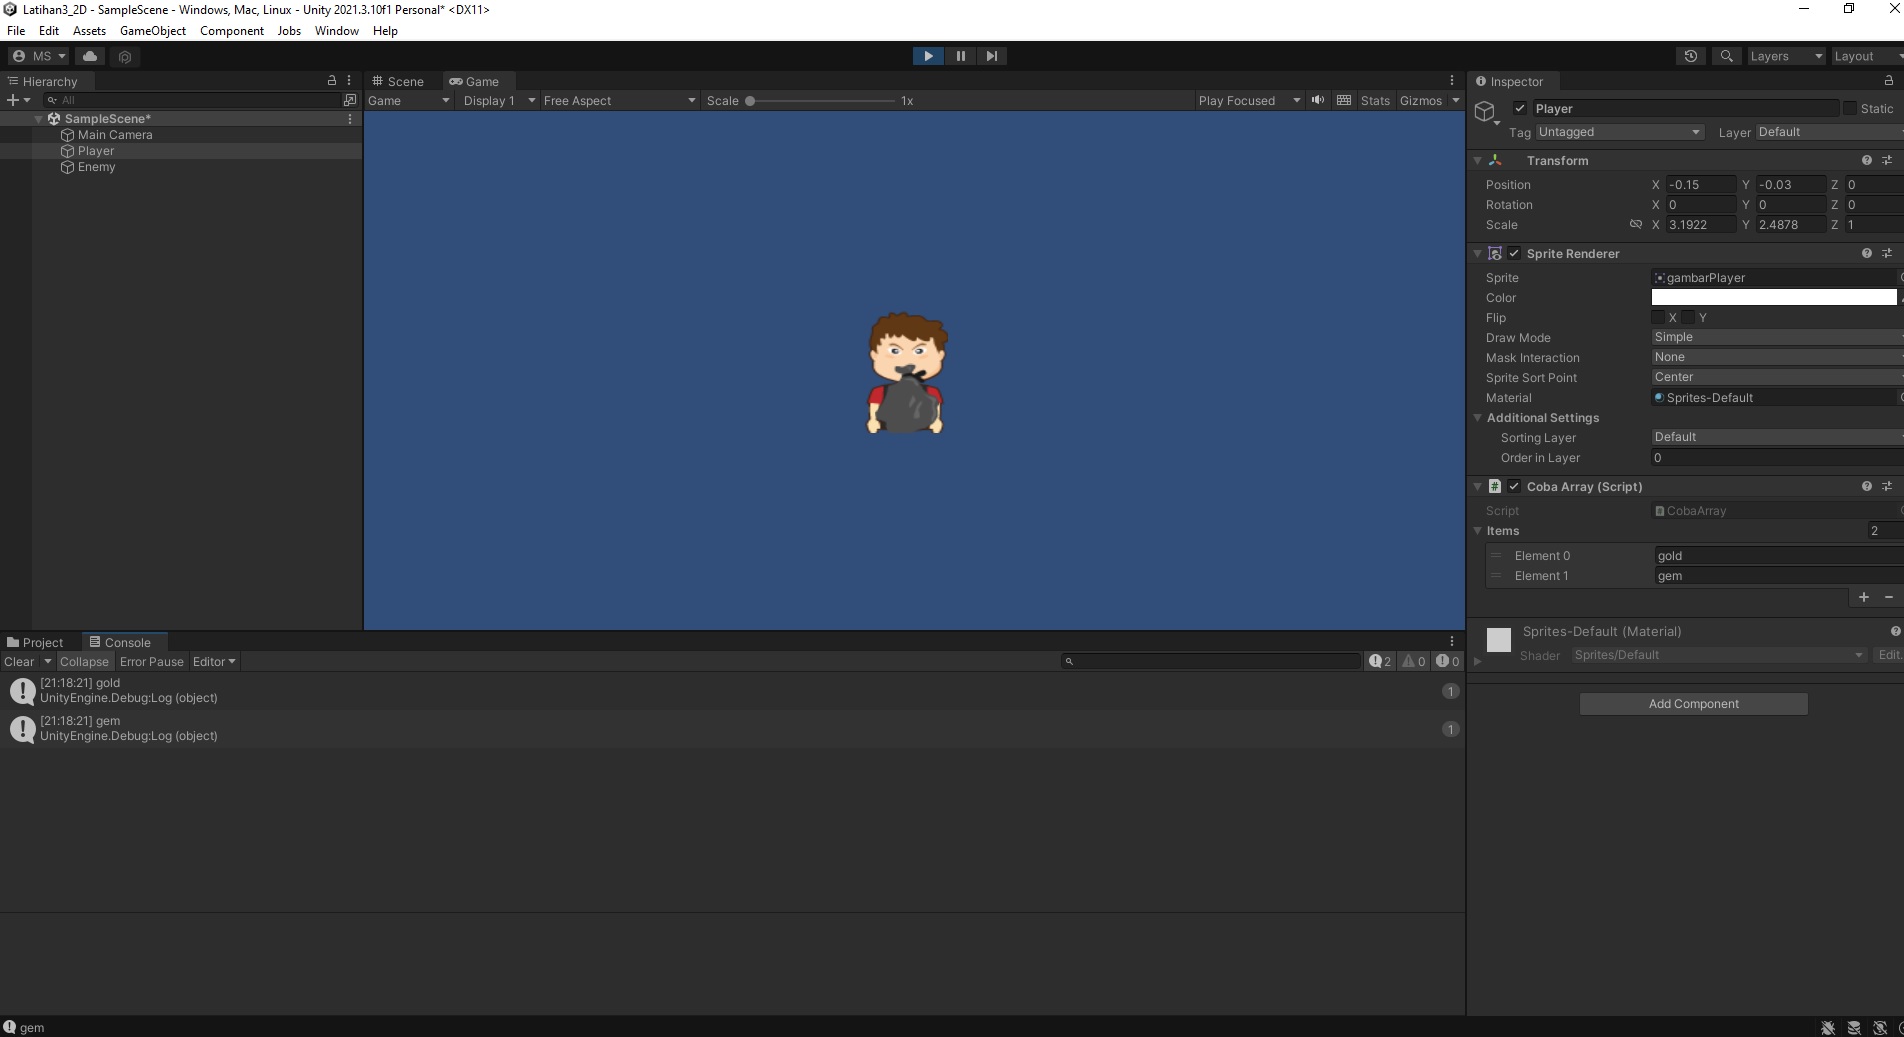 Latihan3_2D - SampleScene - Windows, Mac, Linux - Unity 2021.3.10f1 Personal* <DX11>
File Edit Assets GameObject Component Jobs Window Help
MS Layers Layout
Hierarchy
All
SampleScene*
Main Camera
Player
Enemy
Scene Game
Game Display 1 Free Aspect Scale 1x Play Focused Stats Gizmos
Inspector
Player Static
Tag Untagged Layer Default
Transform
Position X -0.15 Y -0.03 Z 0
Rotation X 0 Y 0 Z 0
Scale X 3.1922 Y 2.4878 Z 1
Sprite Renderer
Sprite gambarPlayer
Color
Flip X Y
Draw Mode Simple
Mask Interaction None
Sprite Sort Point Center
Material Sprites-Default
Additional Settings
Sorting Layer Default
Order in Layer 0
# Coba Array (Script)
Script CobaArray
Items 2
Element 0 gold
Element 1 gem
+ -
Sprites-Default (Material)
Shader Sprites/Default Edit.
Add Component
Project Console
Clear Collapse Error Pause Editor 2 0 0
[21:18:21] gold
UnityEngine.Debug:Log (object) 1
[21:18:21] gem
UnityEngine.Debug:Log (object) 1
gem